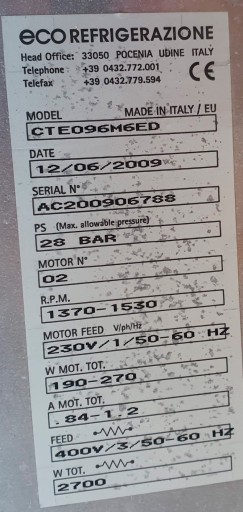 ECO REFRIGERAZIONE
Head Office: 33050 POCENIA UDINE ITALY
Telephone +39 0432.772.001
Telefax +39 0432.779.594
CE
MODEL MADE IN ITALY / EU
CTE096M6ED
DATE
12/06/2009
SERIAL N°
AC200906788
PS (Max. allowable pressure)
28 BAR
MOTOR N°
02
R.P.M.
1370-1530
MOTOR FEED V/ph/Hz
230V/1/50-60 HZ
W MOT. TOT.
190-270
A MOT. TOT.
.84-1.2
FEED
400V/3/50-60 HZ
W TOT.
2700